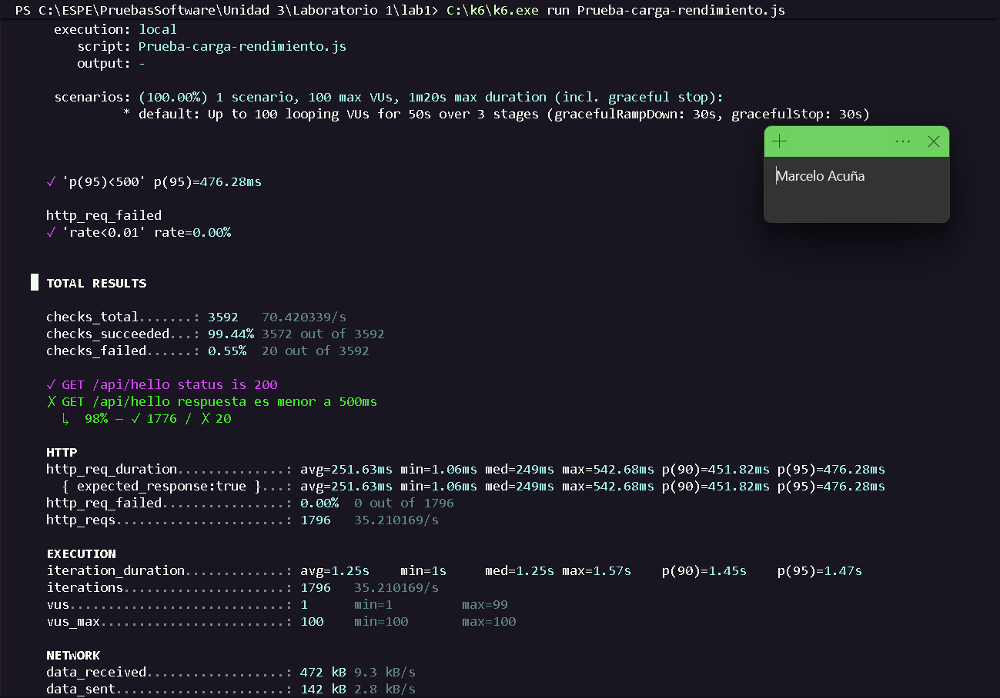 PS C:\ESPE\PruebasSoftware\Unidad 3\Laboratorio 1\lab1> C:\k6\k6.exe run Prueba-carga-rendimiento.js
execution: local
script: Prueba-carga-rendimiento.js
output: -
scenarios: (100.00%) 1 scenario, 100 max VUs, 1m20s max duration (incl. graceful stop):
* default: Up to 100 looping VUs for 50s over 3 stages (gracefulRampDown: 30s, gracefulStop: 30s)
Marcelo Acuña
✓ 'p(95)<500' p(95)=476.28ms
http_req_failed
✓ 'rate<0.01' rate=0.00%
TOTAL RESULTS
checks_total.......: 3592 70.420339/s
checks_succeeded...: 99.44% 3572 out of 3592
checks_failed......: 0.55% 20 out of 3592
✓ GET /api/hello status is 200
✗ GET /api/hello respuesta es menor a 500ms
↳ 98% — ✓ 1776 / ✗ 20
HTTP
http_req_duration..............: avg=251.63ms min=1.06ms med=249ms max=542.68ms p(90)=451.82ms p(95)=476.28ms
{ expected_response:true }...: avg=251.63ms min=1.06ms med=249ms max=542.68ms p(90)=451.82ms p(95)=476.28ms
http_req_failed................: 0.00% 0 out of 1796
http_reqs......................: 1796 35.210169/s
EXECUTION
iteration_duration.............: avg=1.25s min=1s med=1.25s max=1.57s p(90)=1.45s p(95)=1.47s
iterations.....................: 1796 35.210169/s
vus............................: 1 min=1 max=99
vus_max........................: 100 min=100 max=100
NETWORK
data_received..................: 472 kB 9.3 kB/s
data_sent......................: 142 kB 2.8 kB/s